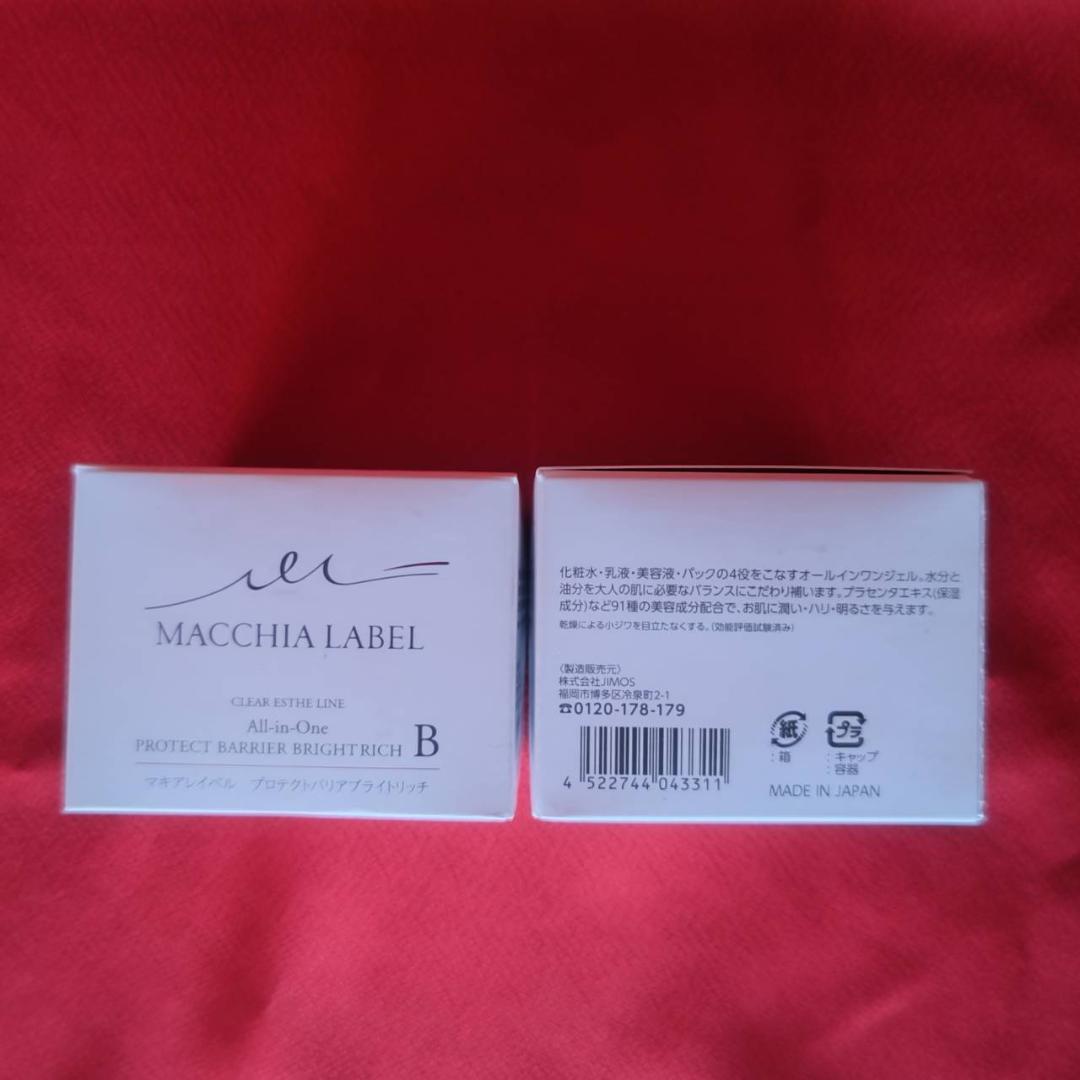 MACCHIA LABEL
CLEAR ESTHE LINE
All-in-One
PROTECT BARRIER BRIGHTRICH B
マキアレイベル プロテクトバリアブライトリッチ
化粧水・乳液・美容液・パックの4役をこなすオールインワンジェル。水分と
油分を大人の肌に必要なバランスにこだわり補います。プラセンタエキス(保湿
成分)など91種の美容成分配合で、お肌に潤い・ハリ・明るさを与えます。
乾燥による小ジワを目立たなくする。(効能評価試験済み)
〈製造販売元〉
株式会社JIMOS
福岡市博多区冷泉町2-1
☎0120-178-179
4 522744 043311
紙
:箱
プラ
:キャップ
:容器
MADE IN JAPAN